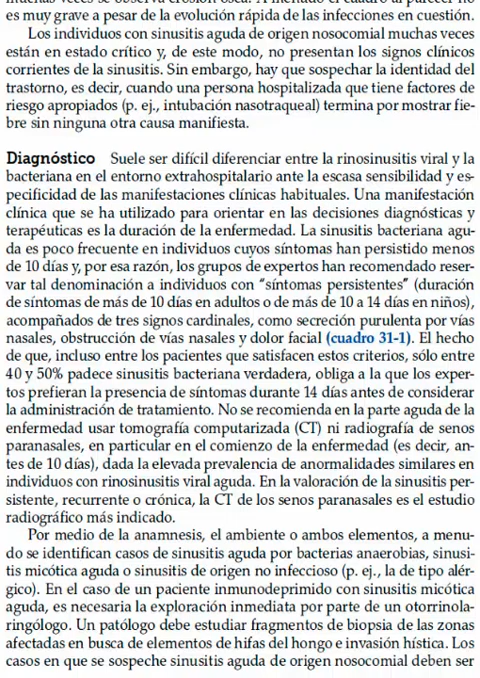 muchas veces se observa erosión ósea. A menudo el cuadro al parecer no
es muy grave a pesar de la evolución rápida de las infecciones en cuestión.
Los individuos con sinusitis aguda de origen nosocomial muchas veces
están en estado crítico y, de este modo, no presentan los signos clínicos
corrientes de la sinusitis. Sin embargo, hay que sospechar la identidad del
trastorno, es decir, cuando una persona hospitalizada que tiene factores de
riesgo apropiados (p. ej., intubación nasotraqueal) termina por mostrar fie-
bre sin ninguna otra causa manifiesta.
Diagnóstico Suele ser difícil diferenciar entre la rinosinusitis viral y la
bacteriana en el entorno extrahospitalario ante la escasa sensibilidad y es-
pecificidad de las manifestaciones clínicas habituales. Una manifestación
clínica que se ha utilizado para orientar en las decisiones diagnósticas y
terapéuticas es la duración de la enfermedad. La sinusitis bacteriana agu-
da es poco frecuente en individuos cuyos síntomas han persistido menos
de 10 días y, por esa razón, los grupos de expertos han recomendado reser-
var tal denominación a individuos con "síntomas persistentes" (duración
de síntomas de más de 10 días en adultos o de más de 10 a 14 días en niños),
acompañados de tres signos cardinales, como secreción purulenta por vías
nasales, obstrucción de vías nasales y dolor facial (cuadro 31-1). El hecho
de que, incluso entre los pacientes que satisfacen estos criterios, sólo entre
40 y 50% padece sinusitis bacteriana verdadera, obliga a la que los exper-
tos prefieran la presencia de síntomas durante 14 días antes de considerar
la administración de tratamiento. No se recomienda en la parte aguda de la
enfermedad usar tomografía computarizada (CT) ni radiografía de senos
paranasales, en particular en el comienzo de la enfermedad (es decir, an-
tes de 10 días), dada la elevada prevalencia de anormalidades similares en
individuos con rinosinusitis viral aguda. En la valoración de la sinusitis per-
sistente, recurrente o crónica, la CT de los senos paranasales es el estudio
radiográfico más indicado.
Por medio de la anamnesis, el ambiente o ambos elementos, a menu-
do se identifican casos de sinusitis aguda por bacterias anaerobias, sinusi-
tis micótica aguda o sinusitis de origen no infeccioso (p. ej., la de tipo alér-
gico). En el caso de un paciente inmunodeprimido con sinusitis micótica
aguda, es necesaria la exploración inmediata por parte de un otorrinola-
ringólogo. Un patólogo debe estudiar fragmentos de biopsia de las zonas
afectadas en busca de elementos de hifas del hongo e invasión hística. Los
casos en que se sospeche sinusitis aguda de origen nosocomial deben ser